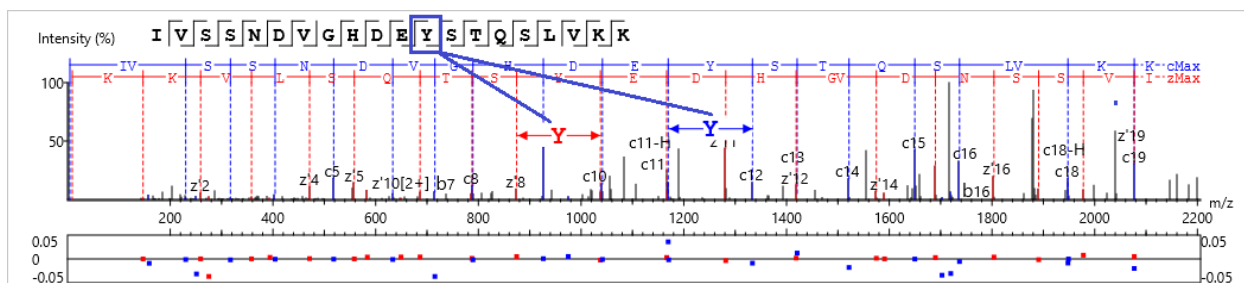 Intensity (%) I V S S N D V G H D E Y S T Q S L V K K
IV S S N D V G H D E Y S T Q S LV K K cMax
K K V L S Q T S Y E D H GV D N S S V I zMax
100
50
Y Y
z'2 z'4 c5 z'5 z'10[2+] b7 c8 z'8 c10 c11-H c11 c12 c13 z'12 c14 z'14 c15 c16 b16 z'16 c18-H c18 z'19 c19
200 400 600 800 1000 1200 1400 1600 1800 2000 2200 m/z
0.05 0.05
0 0
-0.05 -0.05